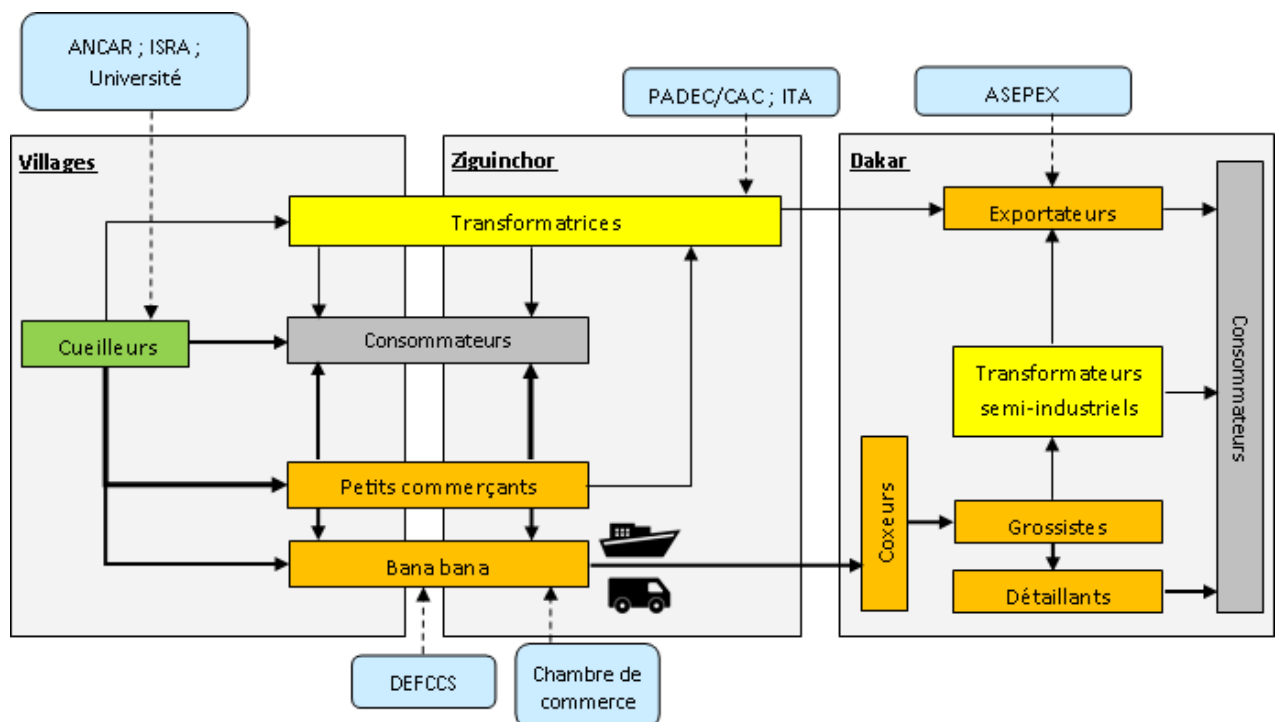 ANCAR ; ISRA ;
Université
PADEC/CAC ; ITA
ASEPEX
Villages
Ziguinchor
Dakar
Transformatrices
Exportateurs
Cueilleurs
Consommateurs
Transformateurs
semi-industriels
Consommateurs
Petits commerçants
Coxeurs
Grossistes
Bana bana
Détaillants
DEFCCS
Chambre de
commerce